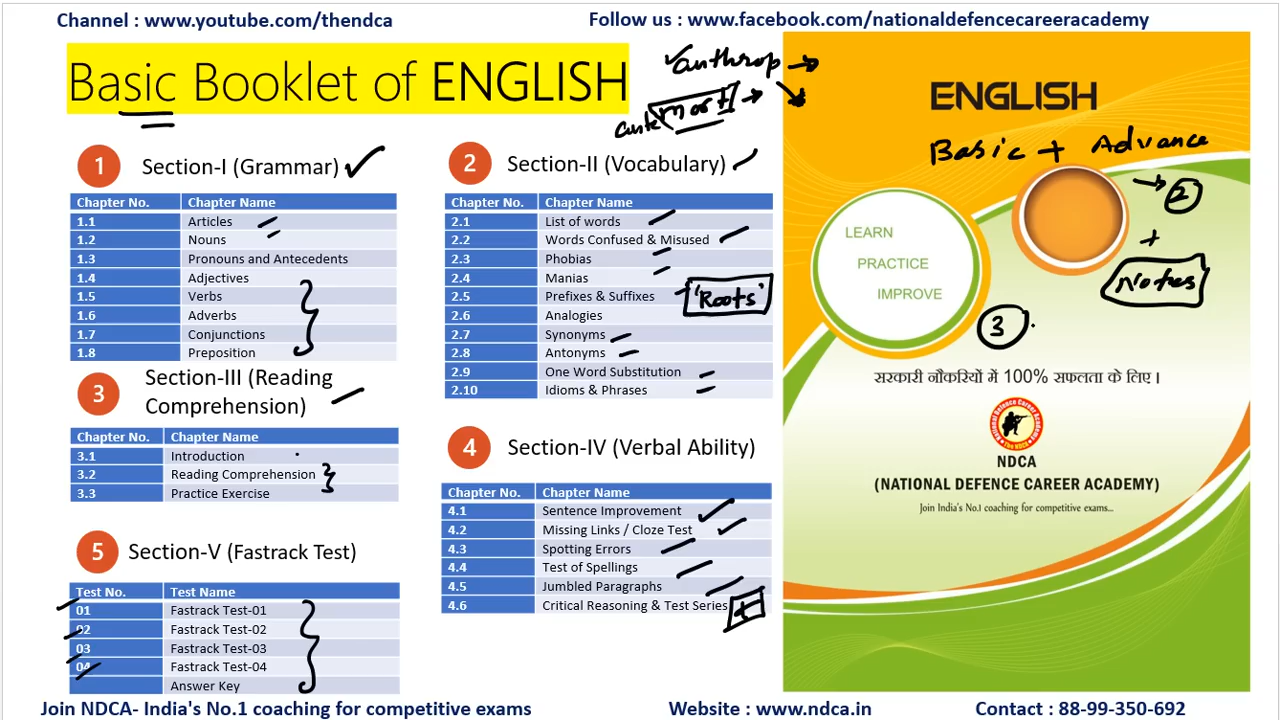 Channel : www.youtube.com/thendca
Follow us : www.facebook.com/nationaldefencecareeracademy
Basic Booklet of ENGLISH
anthrop
ante mort
1 Section-I (Grammar)
Chapter No. Chapter Name
1.1 Articles
1.2 Nouns
1.3 Pronouns and Antecedents
1.4 Adjectives
1.5 Verbs
1.6 Adverbs
1.7 Conjunctions
1.8 Preposition
2 Section-II (Vocabulary)
Chapter No. Chapter Name
2.1 List of words
2.2 Words Confused & Misused
2.3 Phobias
2.4 Manias
2.5 Prefixes & Suffixes 'Roots'
2.6 Analogies
2.7 Synonyms
2.8 Antonyms
2.9 One Word Substitution
2.10 Idioms & Phrases
3 Section-III (Reading
Comprehension)
Chapter No. Chapter Name
3.1 Introduction
3.2 Reading Comprehension
3.3 Practice Exercise
4 Section-IV (Verbal Ability)
Chapter No. Chapter Name
4.1 Sentence Improvement
4.2 Missing Links / Cloze Test
4.3 Spotting Errors
4.4 Test of Spellings
4.5 Jumbled Paragraphs
4.6 Critical Reasoning & Test Series +
5 Section-V (Fastrack Test)
Test No. Test Name
01 Fastrack Test-01
02 Fastrack Test-02
03 Fastrack Test-03
04 Fastrack Test-04
Answer Key
ENGLISH
Basic + Advance
2
+
Notes
3
LEARN
PRACTICE
IMPROVE
सरकारी नौकरियों में 100% सफलता के लिए।
National Defence Career Academy
The NDCA
NDCA
(NATIONAL DEFENCE CAREER ACADEMY)
Join India's No.1 coaching for competitive exams...
Join NDCA- India's No.1 coaching for competitive exams
Website : www.ndca.in
Contact : 88-99-350-692